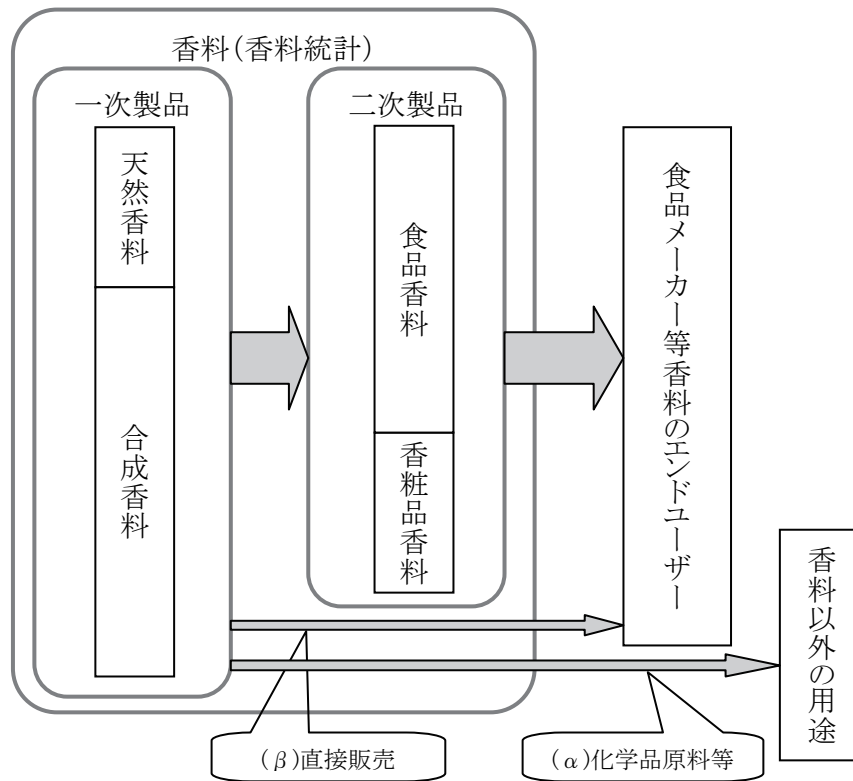 香料（香料統計）
一次製品
天然香料
合成香料
二次製品
食品香料
香粧品香料
食品メーカー等香料のエンドユーザー
香料以外の用途
(β)直接販売
(α)化学品原料等